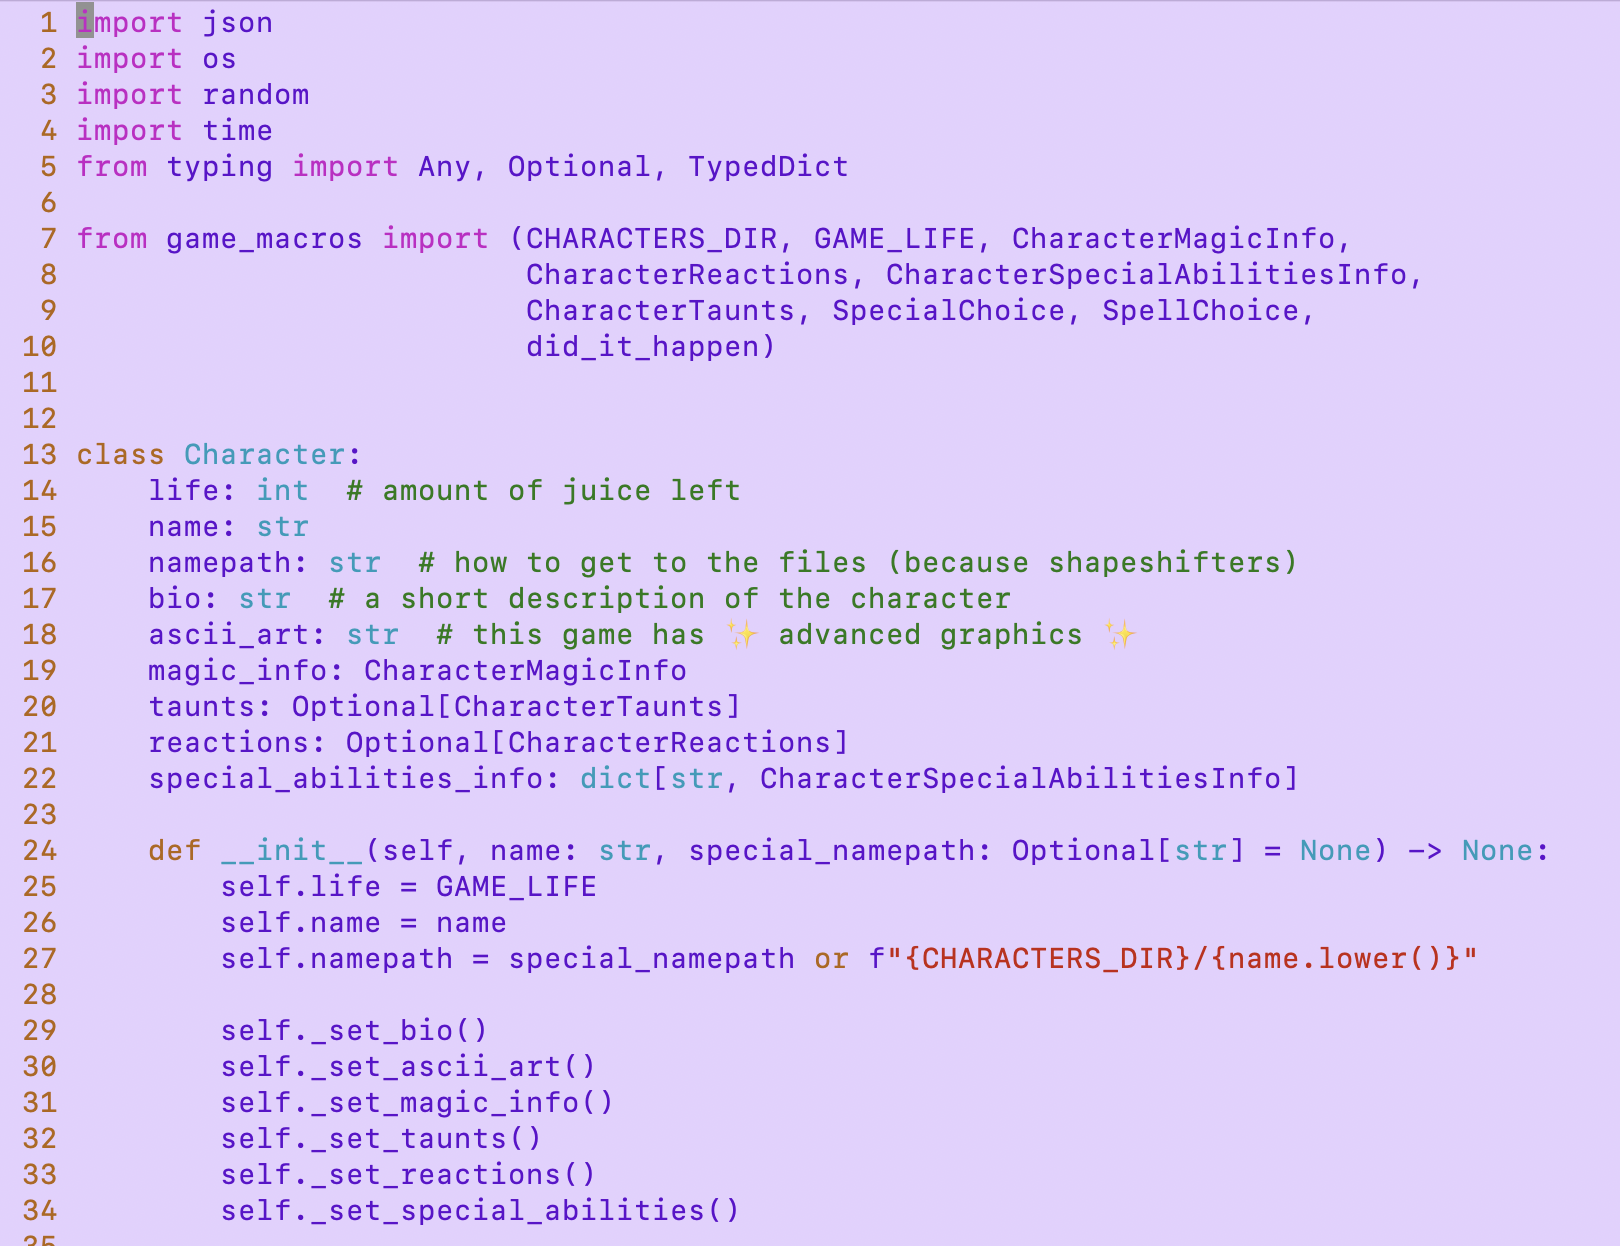 1 import json
2 import os
3 import random
4 import time
5 from typing import Any, Optional, TypedDict
6
7 from game_macros import (CHARACTERS_DIR, GAME_LIFE, CharacterMagicInfo,
8                          CharacterReactions, CharacterSpecialAbilitiesInfo,
9                          CharacterTaunts, SpecialChoice, SpellChoice,
10                         did_it_happen)
11
12
13 class Character:
14     life: int  # amount of juice left
15     name: str
16     namepath: str  # how to get to the files (because shapeshifters)
17     bio: str  # a short description of the character
18     ascii_art: str  # this game has ✨ advanced graphics ✨
19     magic_info: CharacterMagicInfo
20     taunts: Optional[CharacterTaunts]
21     reactions: Optional[CharacterReactions]
22     special_abilities_info: dict[str, CharacterSpecialAbilitiesInfo]
23
24     def __init__(self, name: str, special_namepath: Optional[str] = None) -> None:
25         self.life = GAME_LIFE
26         self.name = name
27         self.namepath = special_namepath or f"{CHARACTERS_DIR}/{name.lower()}"
28
29         self._set_bio()
30         self._set_ascii_art()
31         self._set_magic_info()
32         self._set_taunts()
33         self._set_reactions()
34         self._set_special_abilities()
35